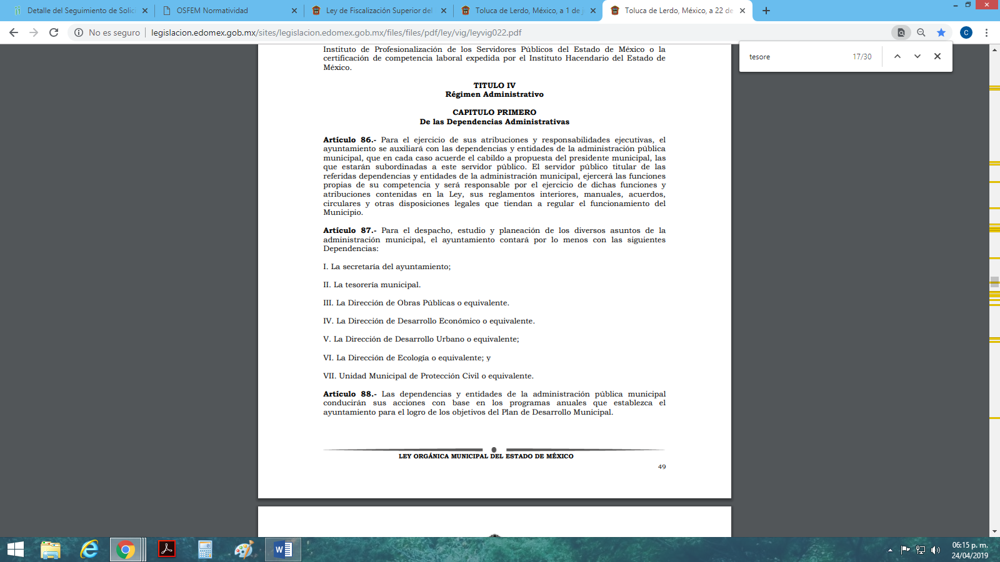 Detalle del Seguimiento de Solici
OSFEM Normatividad
Ley de Fiscalización Superior del
Toluca de Lerdo, México, a 1 de j
Toluca de Lerdo, México, a 22 de
No es seguro | legislacion.edomex.gob.mx/sites/legislacion.edomex.gob.mx/files/files/pdf/ley/vig/leyvig022.pdf
C
tesore 17/30
Instituto de Profesionalización de los Servidores Públicos del Estado de México o la
certificación de competencia laboral expedida por el Instituto Hacendario del Estado de
México.
TITULO IV
Régimen Administrativo
CAPITULO PRIMERO
De las Dependencias Administrativas
Artículo 86.- Para el ejercicio de sus atribuciones y responsabilidades ejecutivas, el
ayuntamiento se auxiliará con las dependencias y entidades de la administración pública
municipal, que en cada caso acuerde el cabildo a propuesta del presidente municipal, las
que estarán subordinadas a este servidor público. El servidor público titular de las
referidas dependencias y entidades de la administración municipal, ejercerá las funciones
propias de su competencia y será responsable por el ejercicio de dichas funciones y
atribuciones contenidas en la Ley, sus reglamentos interiores, manuales, acuerdos,
circulares y otras disposiciones legales que tiendan a regular el funcionamiento del
Municipio.
Artículo 87.- Para el despacho, estudio y planeación de los diversos asuntos de la
administración municipal, el ayuntamiento contará por lo menos con las siguientes
Dependencias:
I. La secretaría del ayuntamiento;
II. La tesorería municipal.
III. La Dirección de Obras Públicas o equivalente.
IV. La Dirección de Desarrollo Económico o equivalente.
V. La Dirección de Desarrollo Urbano o equivalente;
VI. La Dirección de Ecología o equivalente; y
VII. Unidad Municipal de Protección Civil o equivalente.
Artículo 88.- Las dependencias y entidades de la administración pública municipal
conducirán sus acciones con base en los programas anuales que establezca el
ayuntamiento para el logro de los objetivos del Plan de Desarrollo Municipal.
LEY ORGÁNICA MUNICIPAL DEL ESTADO DE MÉXICO
49
06:15 p. m.
24/04/2019